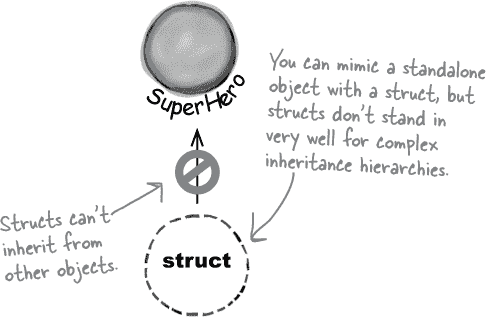 SuperHero
You can mimic a standalone
object with a struct, but
structs don't stand in
very well for complex
inheritance hierarchies.
Structs can't
inherit from
other objects.
struct